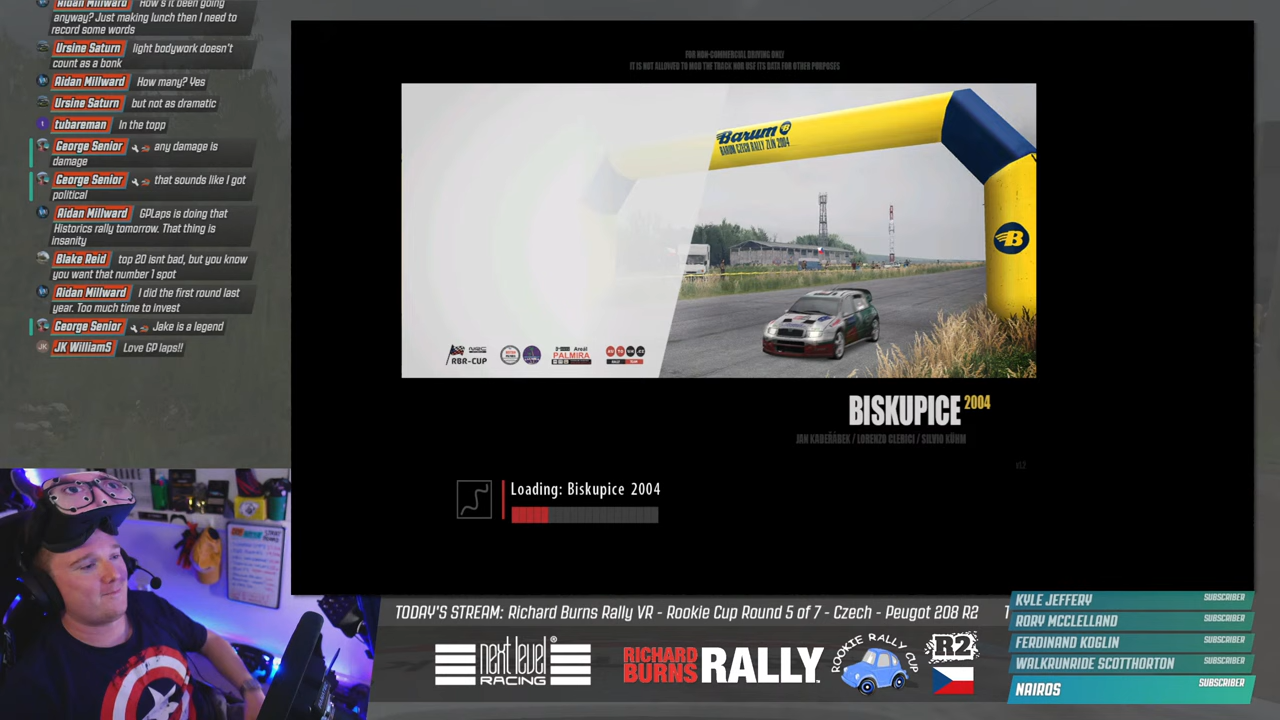 Aidan Millward How's it been going
anyway? Just making lunch then I need to
record some words
Ursine Saturn light bodywork doesn't
count as a bonk
Aidan Millward How many? Yes
Ursine Saturn but not as dramatic
tubareman In the topp
George Senior any damage is
damage
George Senior that sounds like I got
political
Aidan Millward GPLaps is doing that
Historics rally tomorrow. That thing is
insanity
Blake Reid top 20 isnt bad, but you know
you want that number 1 spot
Aidan Millward I did the first round last
year. Too much time to invest
George Senior Jake is a legend
JK WilliamS Love GP laps!!
FOR NON-COMMERCIAL DRIVING ONLY
IT IS NOT ALLOWED TO MOD THE TRACK NOR USE ITS DATA FOR OTHER PURPOSES
Barum
BARUM CZECH RALLY ZLÍN 2004
B
RBR-CUP
Areál
PALMIRA
BISKUPICE 2004
JAN KADEŘÁBEK / LORENZO CLERICI / SILVIO KÜHM
Loading: Biskupice 2004
TODAY'S STREAM: Richard Burns Rally VR - Rookie Cup Round 5 of 7 - Czech - Peugot 208 R2 T
next level
RACING
®
RICHARD
BURNS
RALLY
ROOKIE RALLY CUP
R2
KYLE JEFFERY SUBSCRIBER
RORY MCCLELLAND SUBSCRIBER
FERDINAND KOGLIN SUBSCRIBER
WALKRUNRIDE SCOTTHORTON SUBSCRIBER
NAIROS SUBSCRIBER